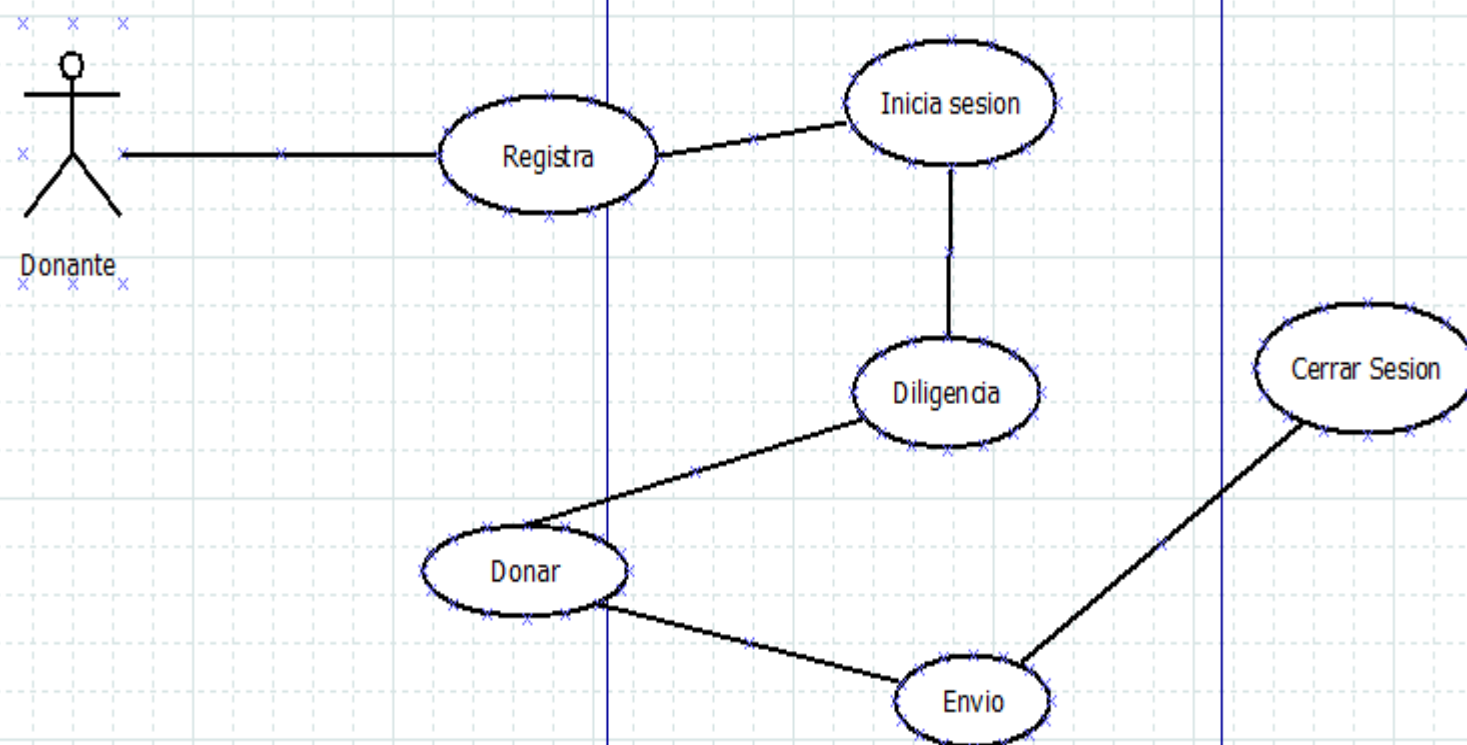 Donante
Registra
Inicia sesion
Diligencia
Donar
Envio
Cerrar Sesion